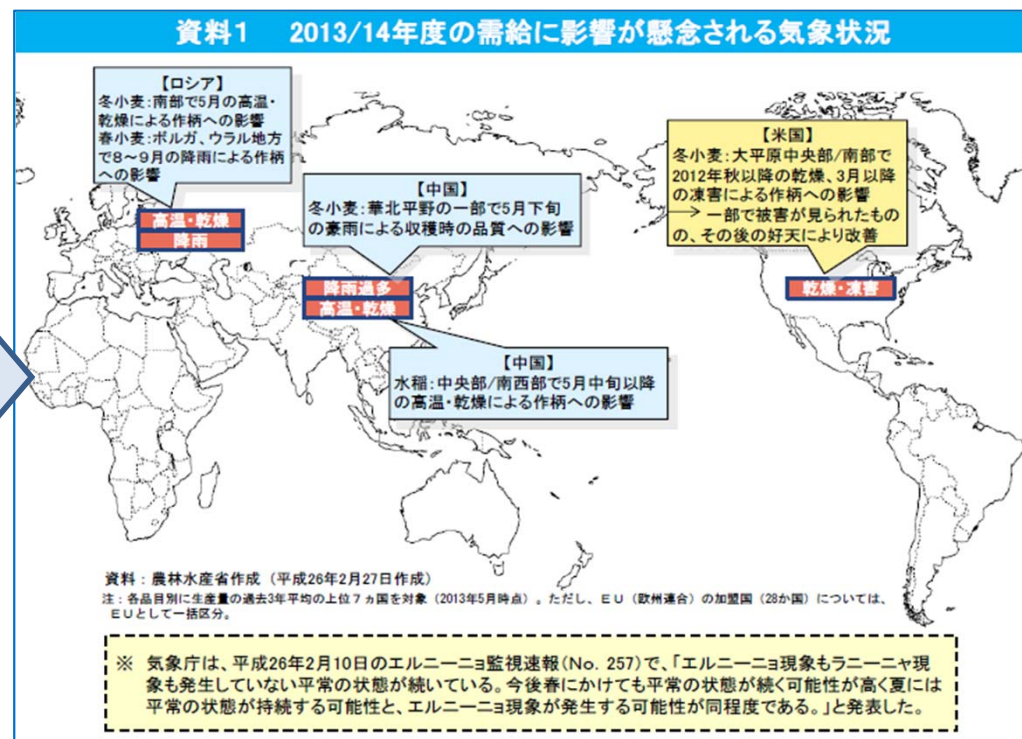 資料1　2013/14年度の需給に影響が懸念される気象状況
【ロシア】
冬小麦:南部で5月の高温・
乾燥による作柄への影響
春小麦:ボルガ、ウラル地方
で8～9月の降雨による作柄
への影響
高温・乾燥
降雨
【中国】
冬小麦:華北平野の一部で5月下旬
の豪雨による収穫時の品質への影響
降雨過多
高温・乾燥
【中国】
水稲:中央部/南西部で5月中旬以降
の高温・乾燥による作柄への影響
【米国】
冬小麦:大平原中央部/南部で
2012年秋以降の乾燥、3月以降
の凍害による作柄への影響
→ 一部で被害が見られたもの
の、その後の好天により改善
乾燥・凍害
資料：農林水産省作成（平成26年2月27日作成）
注：各品目別に生産量の過去3年平均の上位7ヵ国を対象（2013年5月時点）。ただし、EU（欧州連合）の加盟国（28か国）については、
EUとして一括区分。
※　気象庁は、平成26年2月10日のエルニーニョ監視速報(No. 257)で、「エルニーニョ現象もラニーニャ現
象も発生していない平常の状態が続いている。今後春にかけても平常の状態が続く可能性が高く夏には
平常の状態が持続する可能性と、エルニーニョ現象が発生する可能性が同程度である。」と発表した。